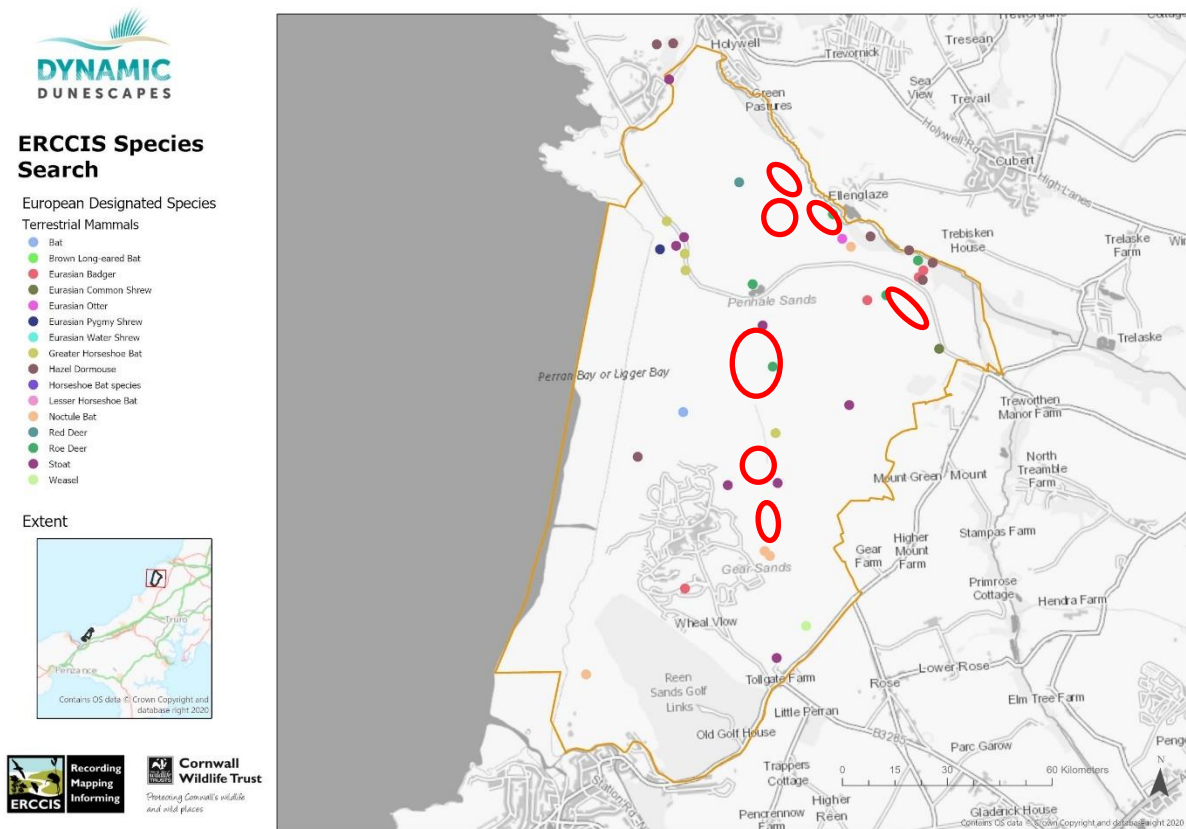 DYNAMIC
DUNESCAPES
ERCCIS Species
Search
European Designated Species
Terrestrial Mammals
Bat
Brown Long-eared Bat
Eurasian Badger
Eurasian Common Shrew
Eurasian Otter
Eurasian Pygmy Shrew
Eurasian Water Shrew
Greater Horseshoe Bat
Hazel Dormouse
Horseshoe Bat species
Lesser Horseshoe Bat
Noctule Bat
Red Deer
Roe Deer
Stoat
Weasel
Extent
Truro
Penzance
Contains OS data © Crown Copyright and
database right 2020
ERCCIS
Recording
Mapping
Informing
Cornwall
Wildlife Trust
Protecting Cornwall's wildlife
and wild places
Holywell
Trevornick
Tresean
Sea
View
Trevail
Green
Pastures
Holywell Rd
Cubert
High Lanes
Ellenglaze
Trebisken
House
Trelaske
Farm
Penhale Sands
Trelaske
Perran Bay or Ligger Bay
Treworthen
Manor Farm
Mount Green
Mount
North
Treamble
Farm
Stampas Farm
Higher
Mount
Farm
Gear
Farm
Gear Sands
Primrose
Cottage
Hendra Farm
Wheal Vlow
Lower Rose
Rose
Tollgate Farm
Elm Tree Farm
Reen
Sands Golf
Links
Little Perran
Old Golf House
B3285
Parc Garow
Trappers
Cottage
0 15 30 60 Kilometers
N
Higher
Reen
Pencrennow
Farm
Gladerick House
Contains OS data © Crown Copyright and database right 2020